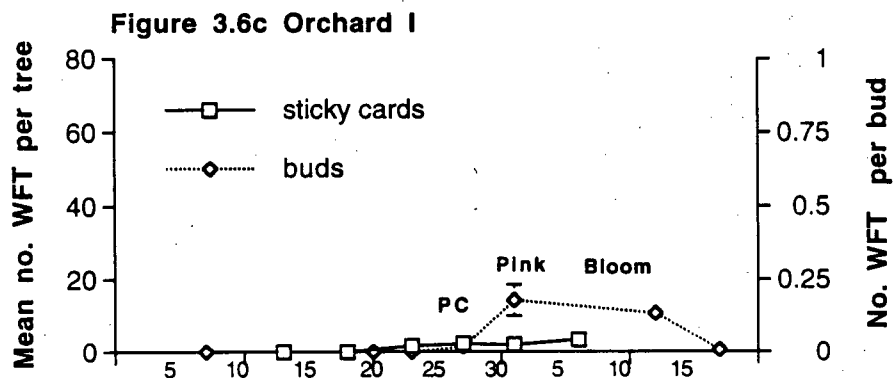 Figure 3.6c Orchard I
Mean no. WFT per tree
80
60
40
20
0
sticky cards
buds
PC
Pink
Bloom
1
0.75
0.5
0.25
0
No. WFT per bud
5 10 15 20 25 30 5 10 15